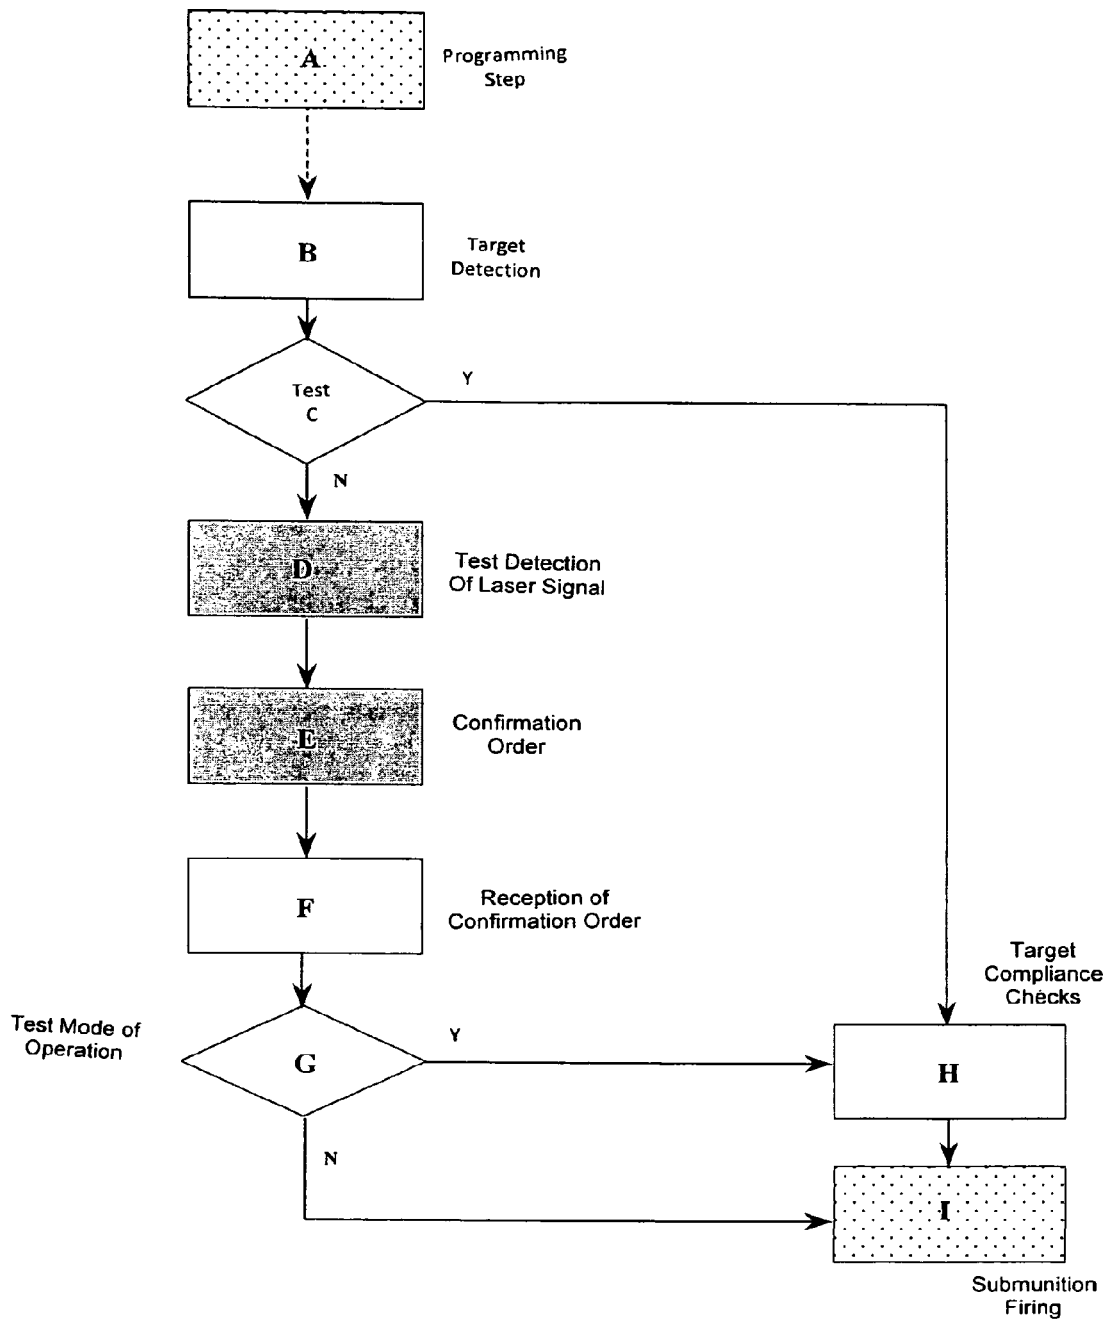 A
Programming
Step
B
Target
Detection
Test
C
Y
N
D
Test Detection
Of Laser Signal
E
Confirmation
Order
F
Reception of
Confirmation Order
Test Mode of
Operation
G
Y
N
Target
Compliance
Checks
H
I
Submunition
Firing